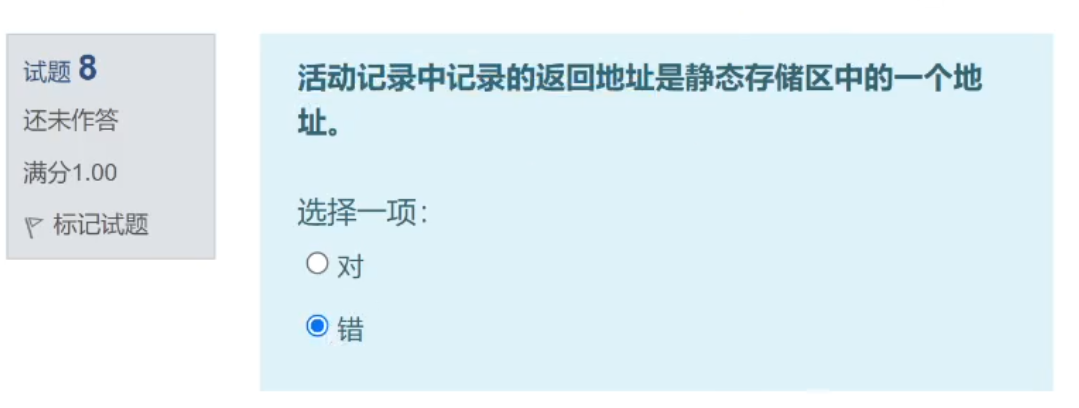 试题 8
还未作答
满分1.00
标记试题
活动记录中记录的返回地址是静态存储区中的一个地
址。
选择一项：
对
错